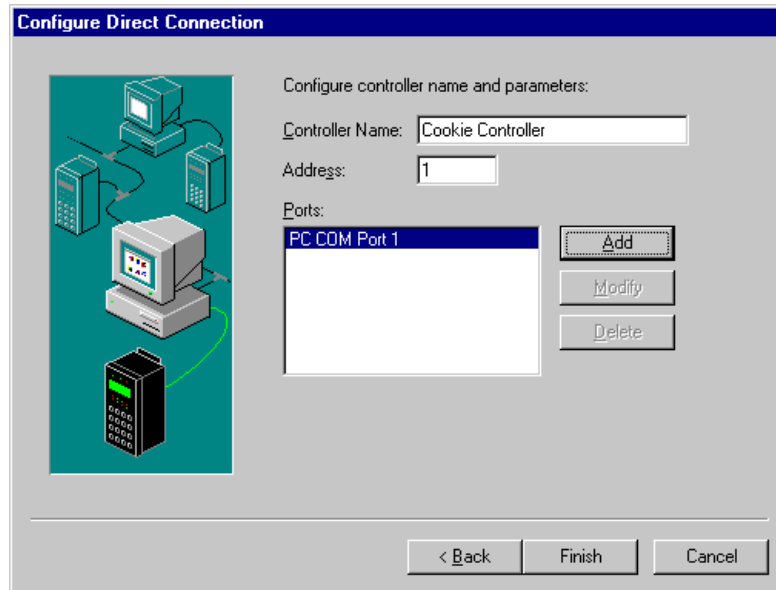 Configure Direct Connection
Configure controller name and parameters:
Controller Name: Cookie Controller
Address: 1
Ports:
PC COM Port 1
Add
Modify
Delete
< Back Finish Cancel